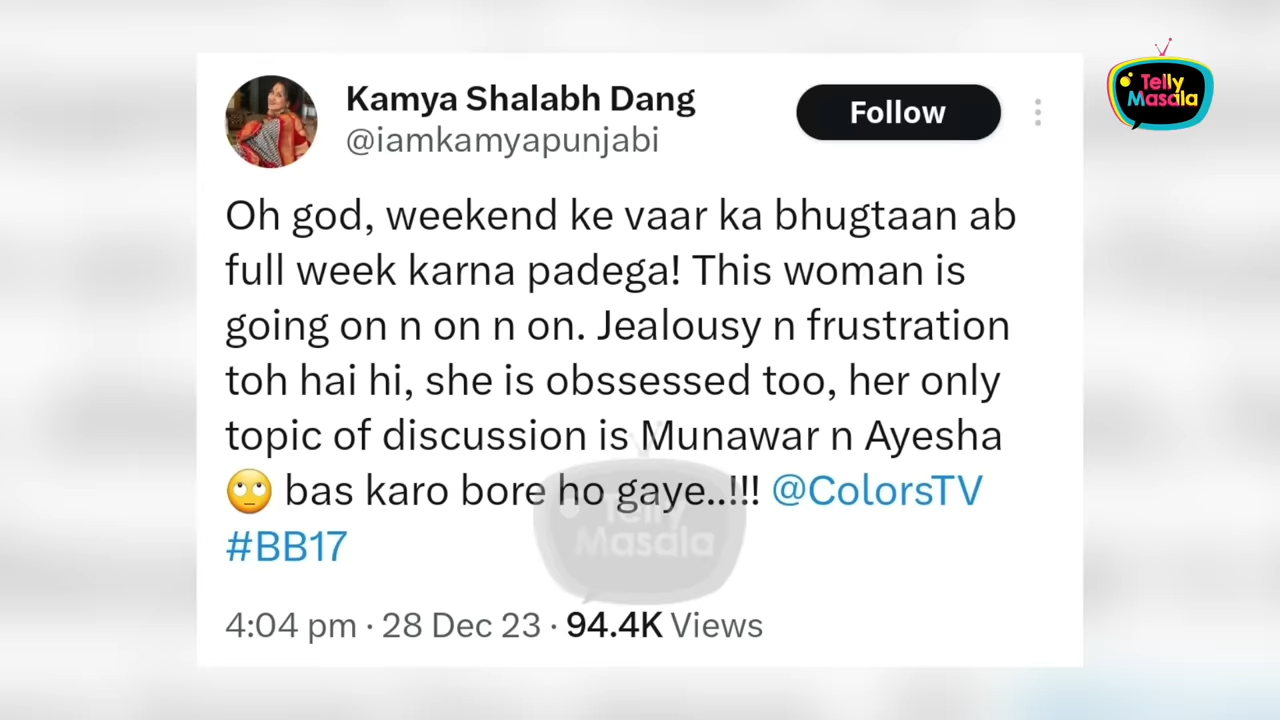 Kamya Shalabh Dang
@iamkamyapunjabi
Follow
Telly
Masala
Oh god, weekend ke vaar ka bhugtaan ab
full week karna padega! This woman is
going on n on n on. Jealousy n frustration
toh hai hi, she is obssessed too, her only
topic of discussion is Munawar n Ayesha
🙄 bas karo bore ho gaye..!!! @ColorsTV
#BB17
Telly
Masala
4:04 pm · 28 Dec 23 · 94.4K Views